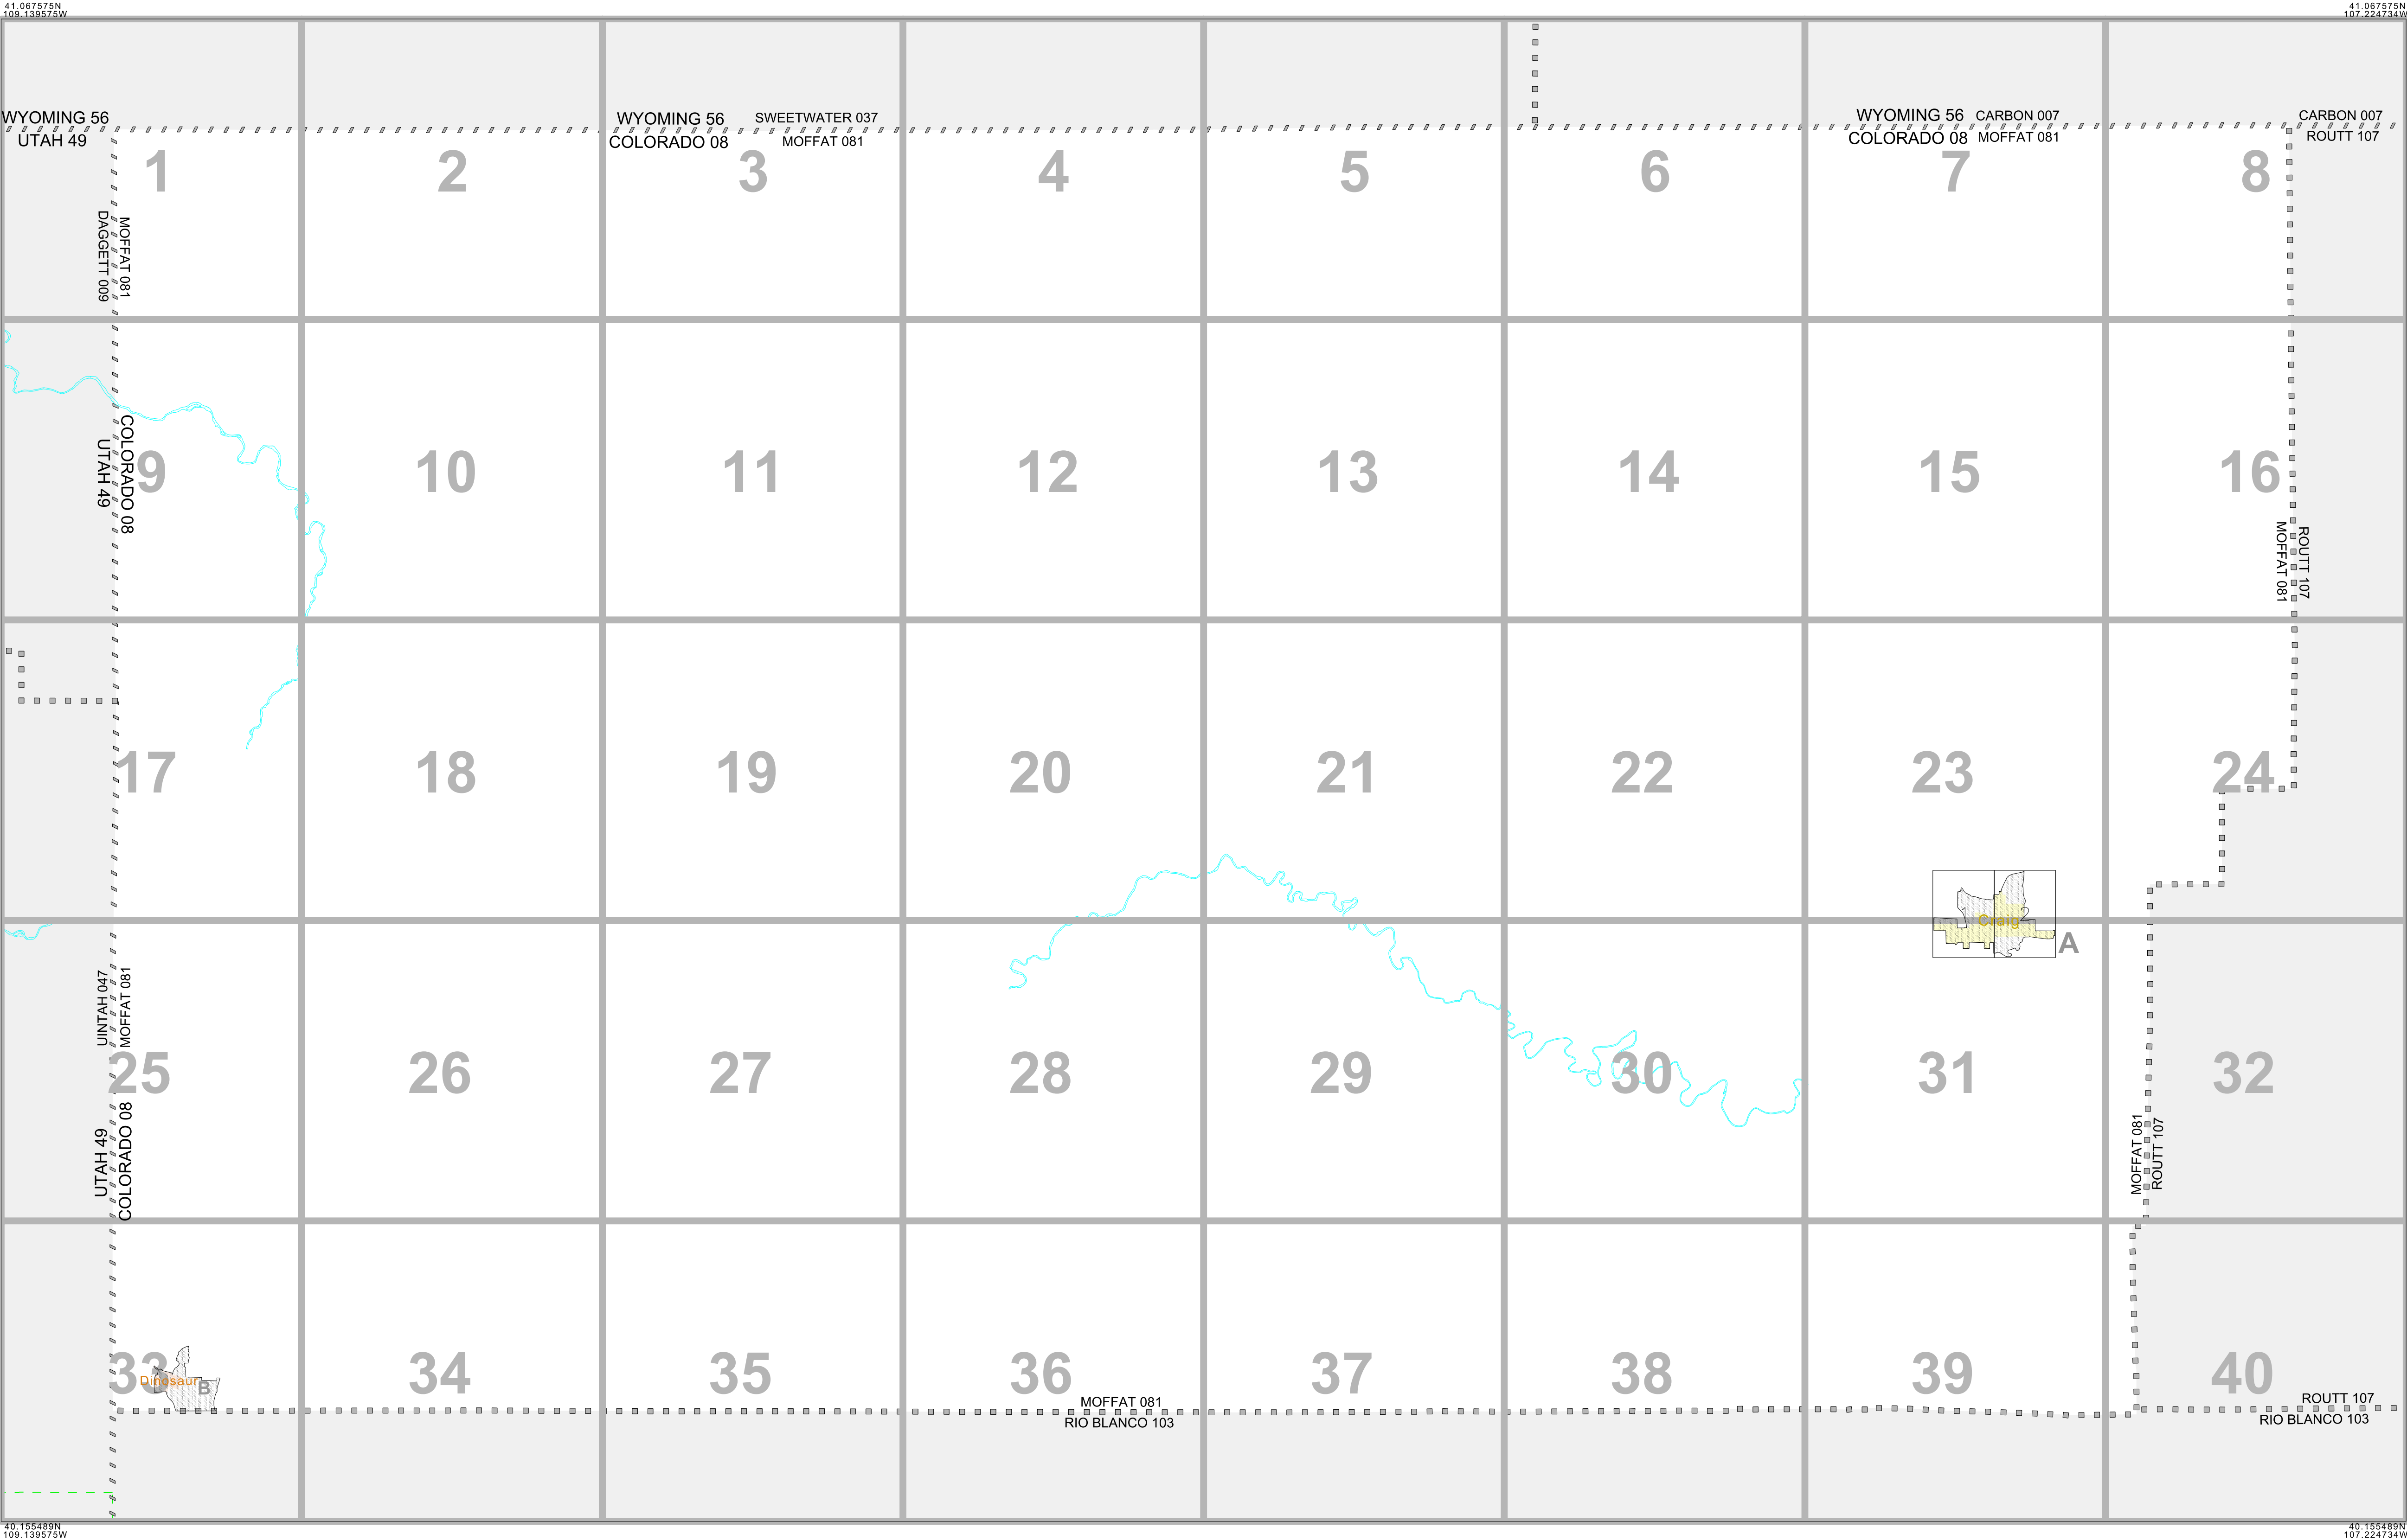 41.067575N
109.139575W
41.067575N
107.224734W
WYOMING 56
UTAH 49
WYOMING 56 SWEETWATER 037
COLORADO 08 MOFFAT 081
WYOMING 56 CARBON 007
COLORADO 08 MOFFAT 081
CARBON 007
ROUTT 107
1 2 3 4 5 6 7 8
DAGGETT 009
MOFFAT 081
UTAH 49
COLORADO 08
9 10 11 12 13 14 15 16
MOFFAT 081
ROUTT 107
17 18 19 20 21 22 23 24
Craig
A
UINTAH 047
MOFFAT 081
25 26 27 28 29 30 31 32
UTAH 49
COLORADO 08
MOFFAT 081
ROUTT 107
33 34 35 36 37 38 39 40
Dinosaur
B
MOFFAT 081
RIO BLANCO 103
ROUTT 107
RIO BLANCO 103
40.155489N
109.139575W
40.155489N
107.224734W